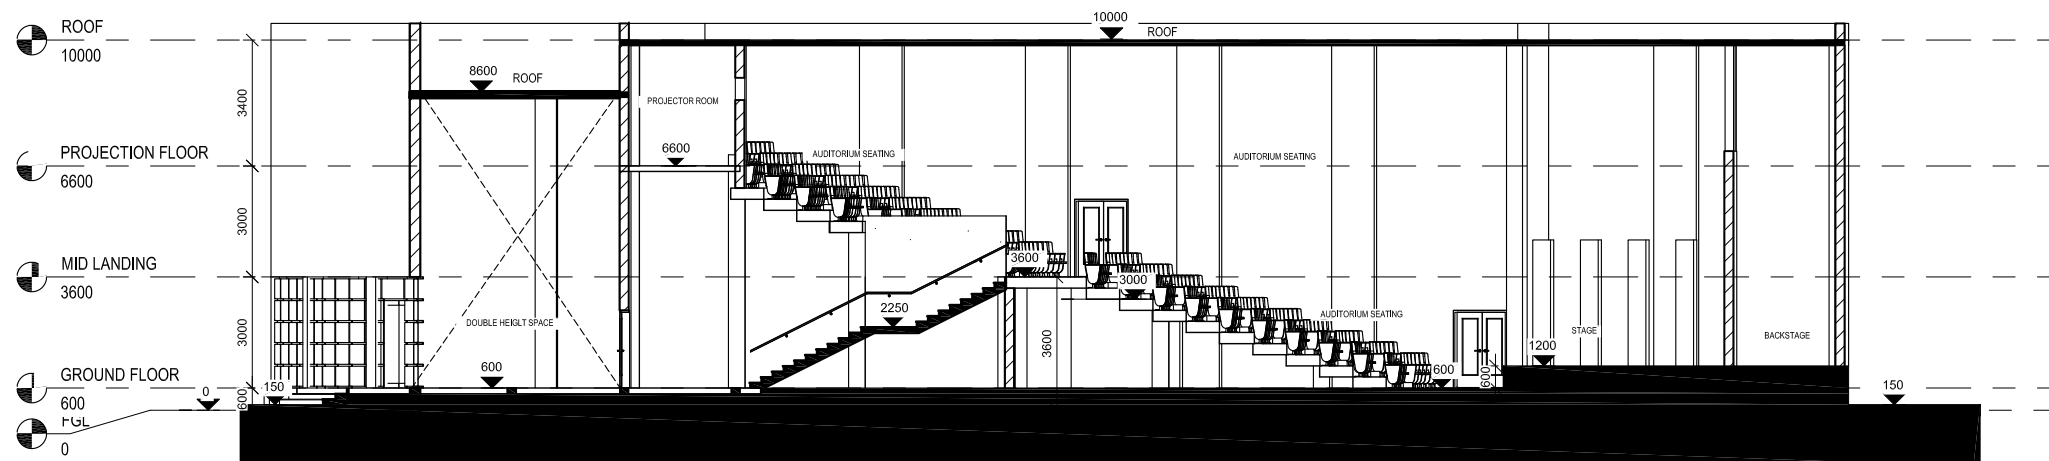 ROOF
10000
PROJECTION FLOOR
6600
MID LANDING
3600
GROUND FLOOR
600
FGL
0
3400
3000
3000
600
0
150
8600
ROOF
DOUBLE HEIGLT SPACE
600
PROJECTOR ROOM
6600
10000
ROOF
AUDITORIUM SEATING
AUDITORIUM SEATING
2250
3600
3600
3000
AUDITORIUM SEATING
600
600
1200
STAGE
BACKSTAGE
150